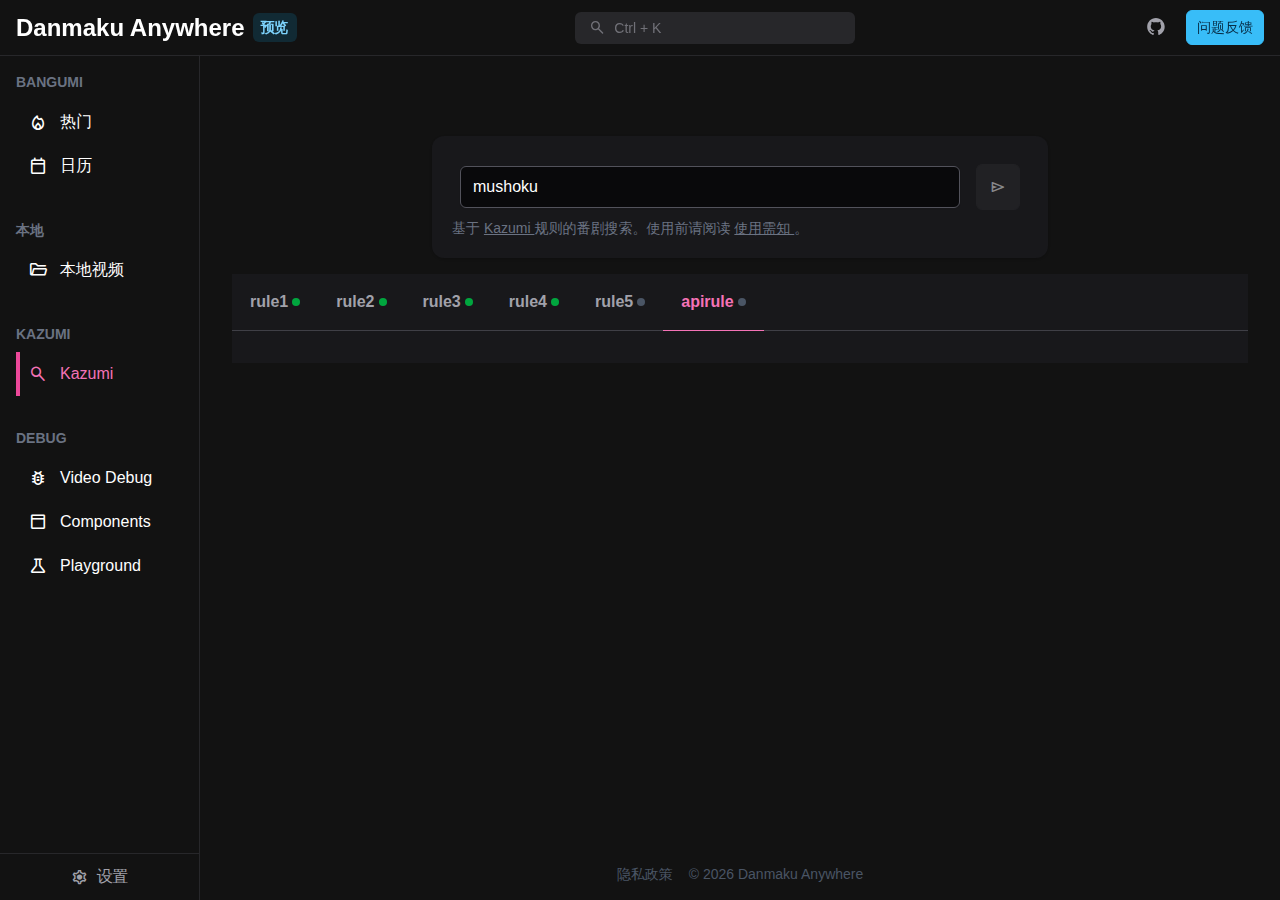 Danmaku Anywhere 预览
Ctrl + K
问题反馈
BANGUMI
热门
日历
本地
本地视频
KAZUMI
Kazumi
DEBUG
Video Debug
Components
Playground
设置
mushoku
基于 Kazumi 规则的番剧搜索。使用前请阅读 使用需知 。
rule1 rule2 rule3 rule4 rule5 apirule
隐私政策 © 2026 Danmaku Anywhere